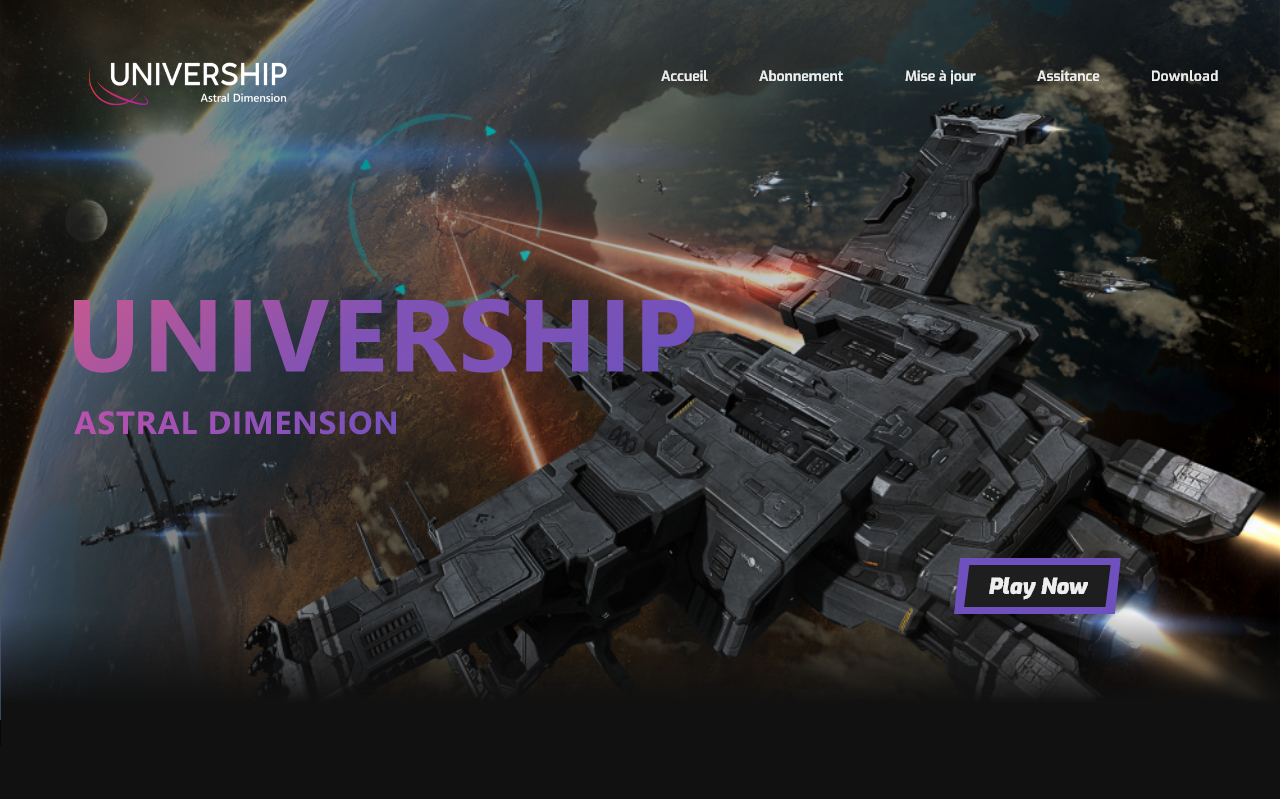 UNIVERSHIP
Astral Dimension
Accueil Abonnement Mise à jour Assitance Download
UNIVERSHIP
ASTRAL DIMENSION
Play Now